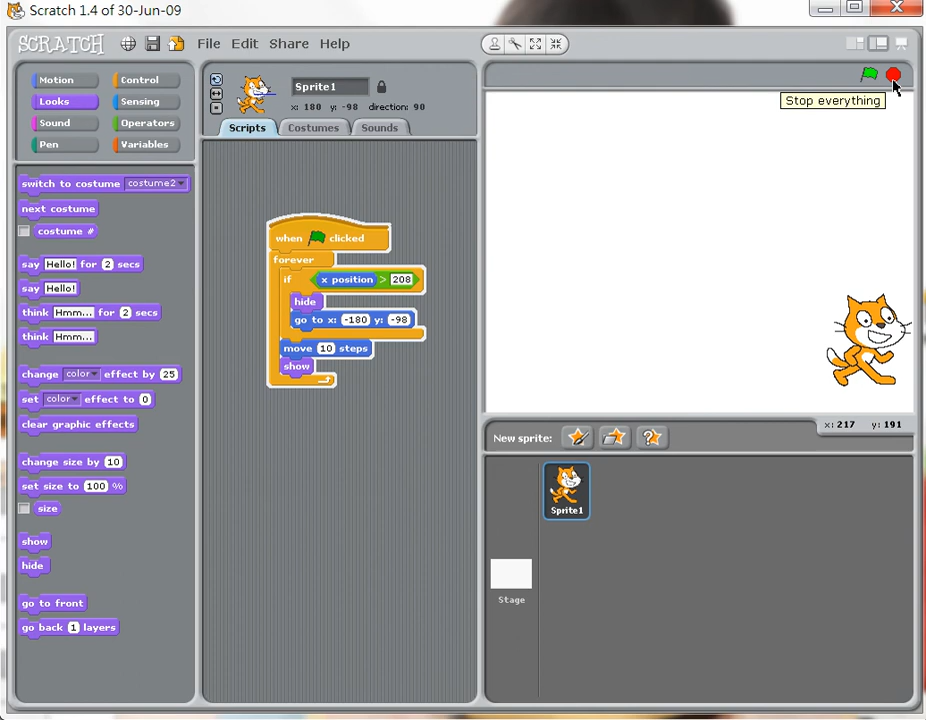 Scratch 1.4 of 30-Jun-09
SCRATCH File Edit Share Help
Motion Control
Looks Sensing
Sound Operators
Pen Variables
switch to costume costume2
next costume
costume #
say Hello! for 2 secs
say Hello!
think Hmm... for 2 secs
think Hmm...
change color effect by 25
set color effect to 0
clear graphic effects
change size by 10
set size to 100 %
size
show
hide
go to front
go back 1 layers
Sprite1
x: 180 y: -98 direction: 90
Scripts Costumes Sounds
when clicked
forever
if x position > 208
hide
go to x: -180 y: -98
move 10 steps
show
Stop everything
x: 217 y: 191
New sprite:
Sprite1
Stage